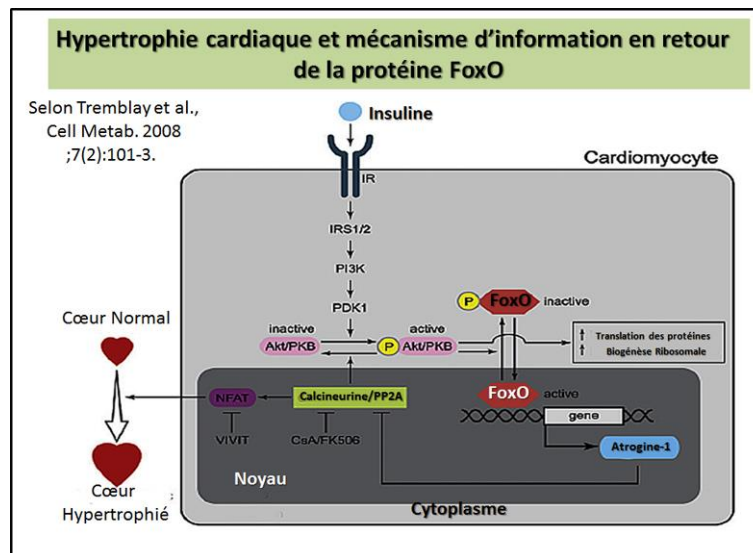 Hypertrophie cardiaque et mécanisme d'information en retour
de la protéine FoxO
Selon Tremblay et al.,
Cell Metab. 2008
;7(2):101-3.
Insuline
Cardiomyocyte
IR
IRS1/2
PI3K
PDK1
Cœur Normal
inactive
Akt/PKB
active
P
Akt/PKB
P
FoxO
inactive
↑ Translation des protéines
↑ Biogénèse Ribosomale
NFAT
Calcineurine/PP2A
FoxO
active
gene
VIVIT
CsA/FK506
Atrogine-1
Noyau
Cytoplasme
Cœur
;
Hypertrophié